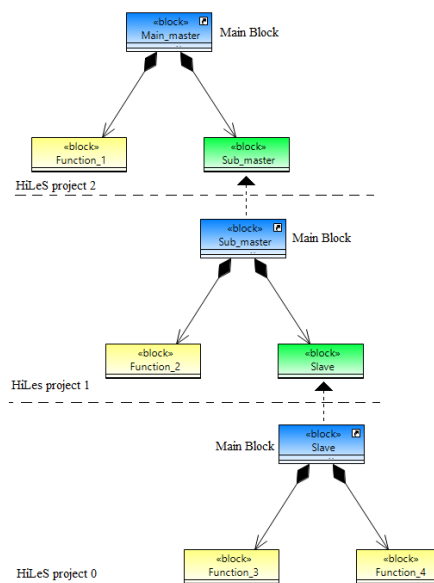 «block»
Main_master
Main Block
«block»
Function_1
«block»
Sub_master
HiLeS project 2
«block»
Sub_master
Main Block
«block»
Function_2
«block»
Slave
HiLes project 1
«block»
Slave
Main Block
«block»
Function_3
«block»
Function_4
HiLeS project 0